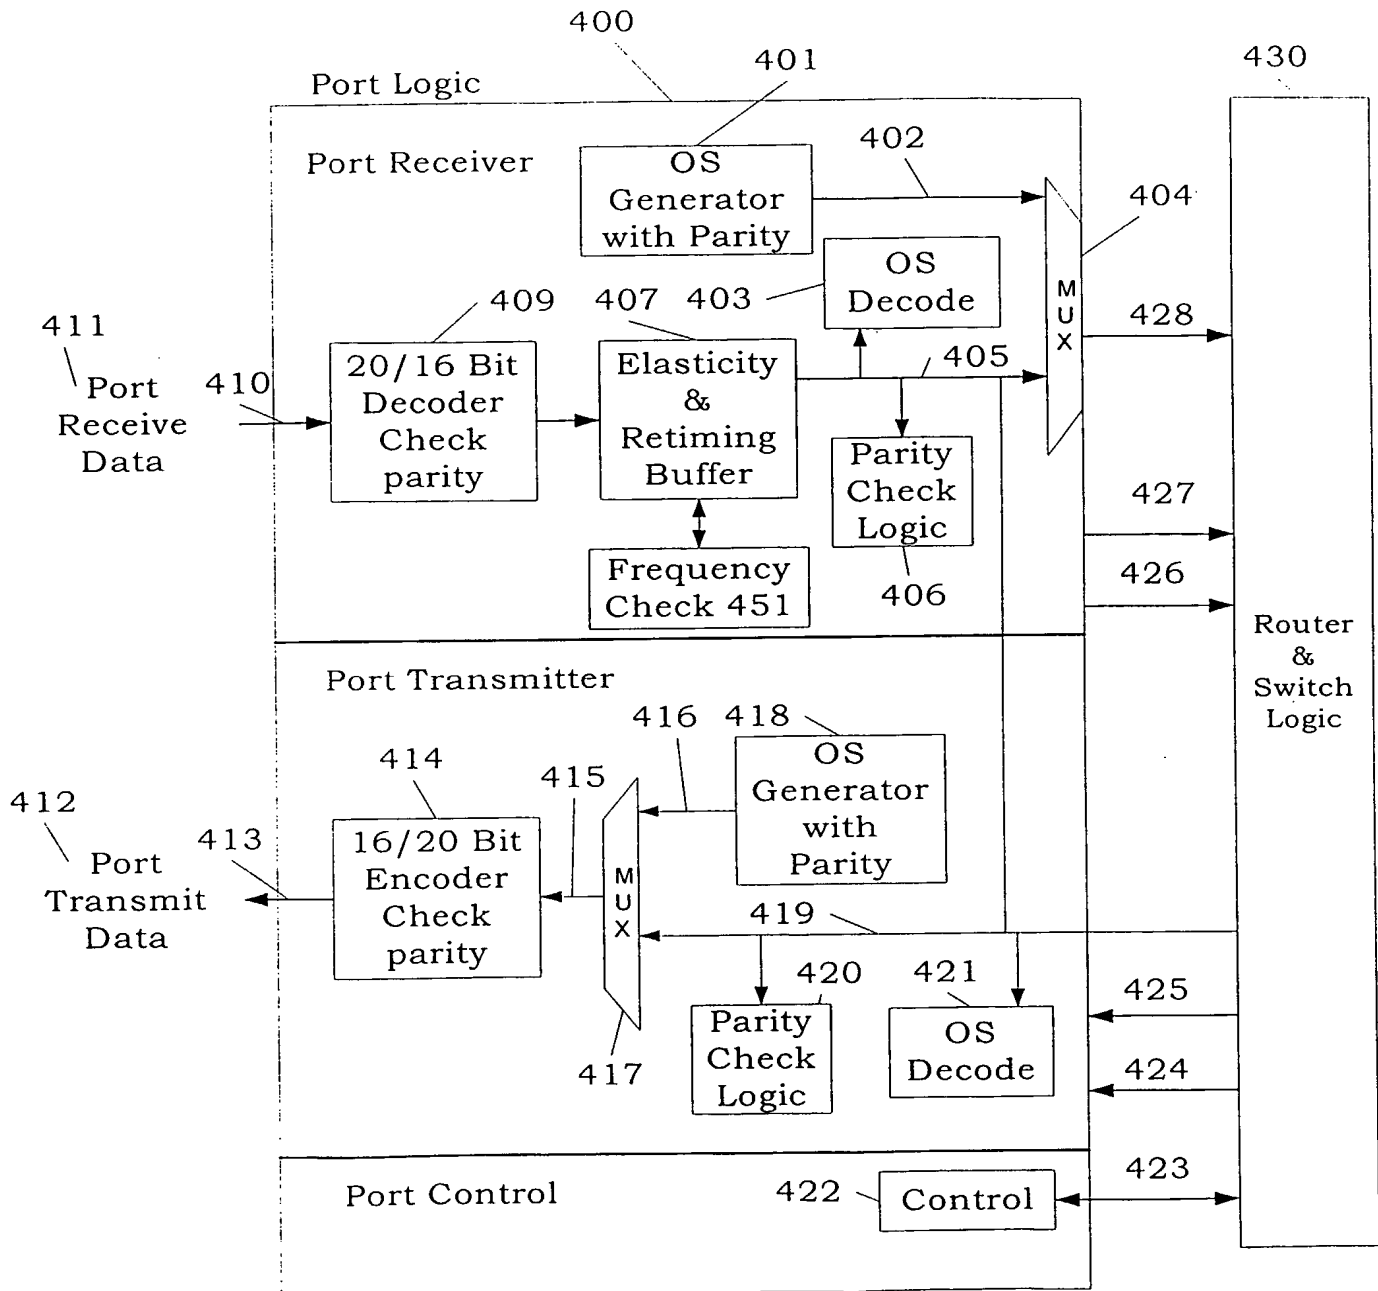 400
401
430
Port Logic
402
Port Receiver
OS
Generator
with Parity
404
OS
Decode
409
407
403
MUX
428
411
405
Port
Receive
Data
410
20/16 Bit
Decoder
Check
parity
Elasticity
&
Retiming
Buffer
Parity
Check
Logic
427
Frequency
Check 451
406
426
Router
&
Switch
Logic
Port Transmitter
416
418
OS
Generator
with
Parity
414
415
412
413
Port
Transmit
Data
16/20 Bit
Encoder
Check
parity
MUX
419
420
421
425
Parity
Check
Logic
OS
Decode
417
424
Port Control
422
Control
423